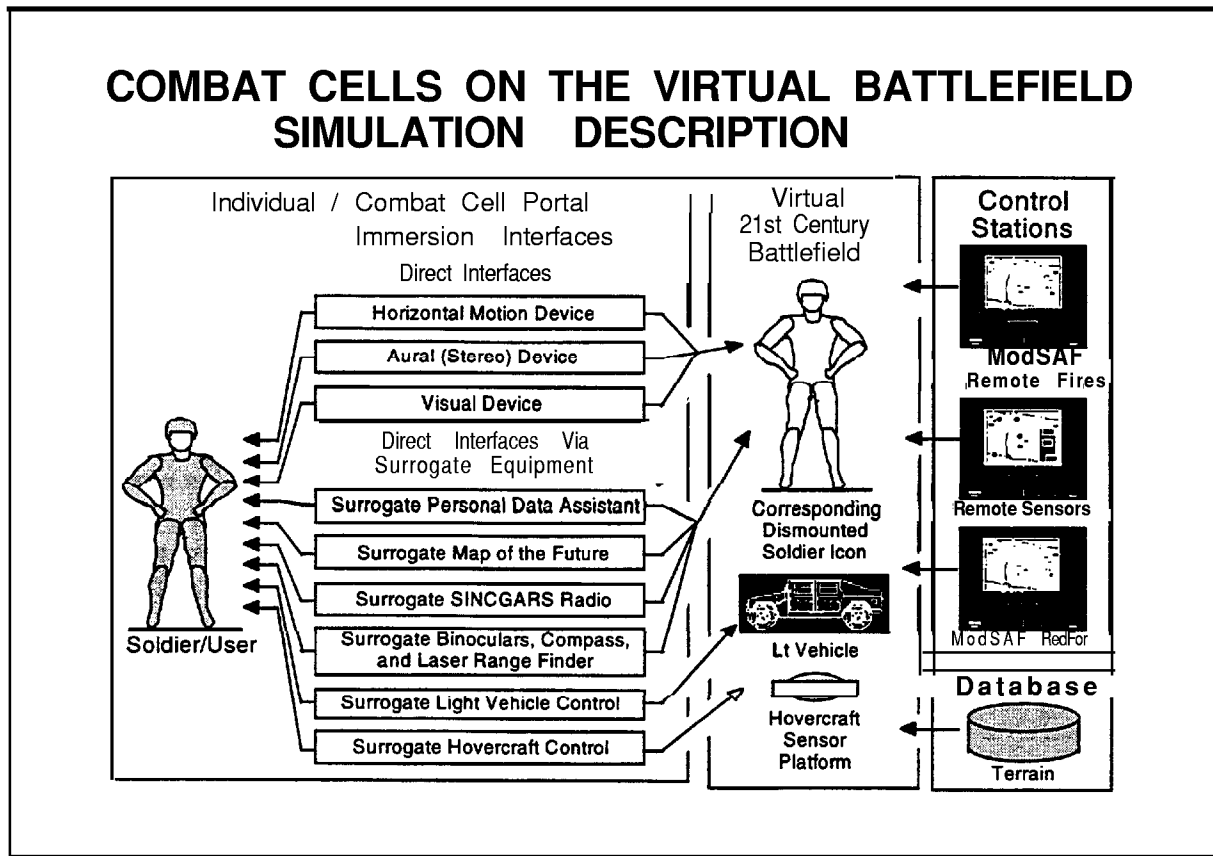 COMBAT CELLS ON THE VIRTUAL BATTLEFIELD
SIMULATION DESCRIPTION
Individual / Combat Cell Portal
Immersion Interfaces
Direct Interfaces
Horizontal Motion Device
Aural (Stereo) Device
Visual Device
Direct Interfaces Via
Surrogate Equipment
Surrogate Personal Data Assistant
Surrogate Map of the Future
Surrogate SINCGARS Radio
Surrogate Binoculars, Compass,
and Laser Range Finder
Surrogate Light Vehicle Control
Surrogate Hovercraft Control
Soldier/User
Virtual
21st Century
Battlefield
Corresponding
Dismounted
Soldier Icon
Lt Vehicle
Hovercraft
Sensor
Platform
Control
Stations
ModSAF
Remote Fires
Remote Sensors
ModSAF RedFor
Database
Terrain